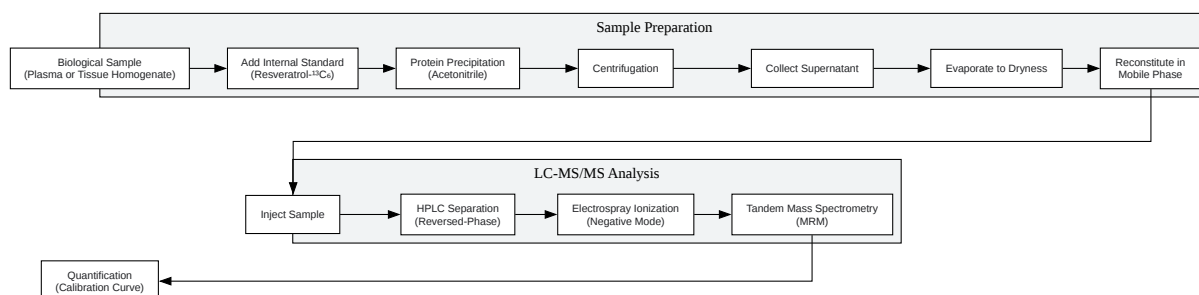 Sample Preparation
Biological Sample
(Plasma or Tissue Homogenate)
Add Internal Standard
(Resveratrol-¹³C₆)
Protein Precipitation
(Acetonitrile)
Centrifugation
Collect Supernatant
Evaporate to Dryness
Reconstitute in
Mobile Phase
LC-MS/MS Analysis
Inject Sample
HPLC Separation
(Reversed-Phase)
Electrospray Ionization
(Negative Mode)
Tandem Mass Spectrometry
(MRM)
Quantification
(Calibration Curve)